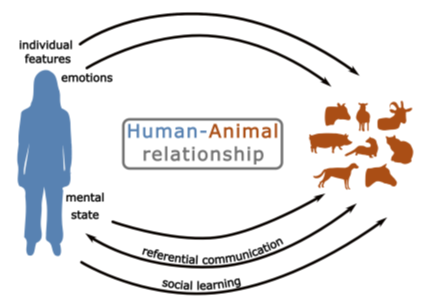 individual
features
emotions
Human-Animal
relationship
mental
state
referential communication
social learning